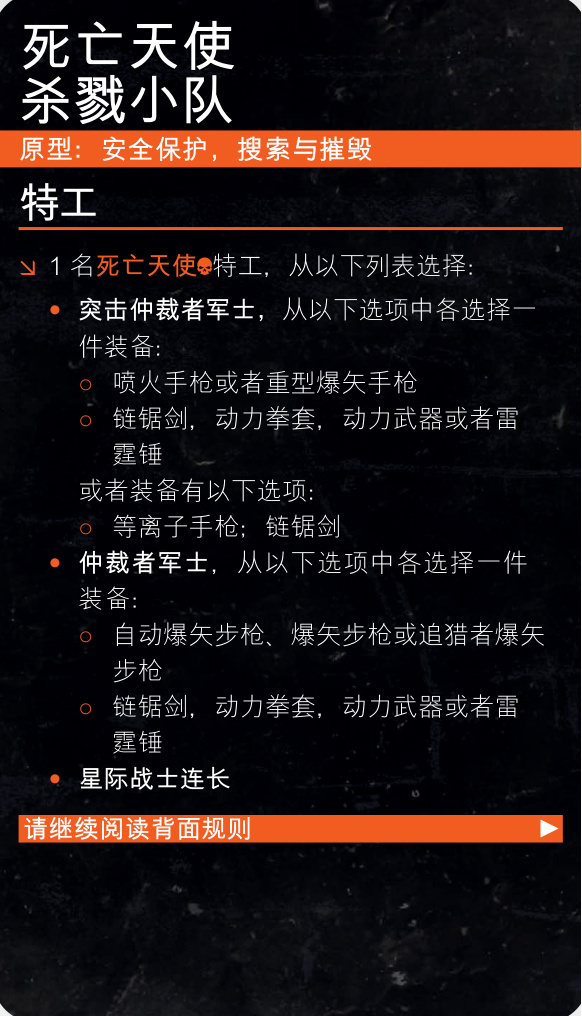 死亡天使
杀戮小队
原型：安全保护，搜索与摧毁
特工
1 名死亡天使特工，从以下列表选择：
突击仲裁者军士，从以下选项中各选择一
件装备：
喷火手枪或者重型爆矢手枪
链锯剑，动力拳套，动力武器或者雷
霆锤
或者装备有以下选项：
等离子手枪；链锯剑
仲裁者军士，从以下选项中各选择一件
装备：
自动爆矢步枪、爆矢步枪或追猎者爆矢
步枪
链锯剑，动力拳套，动力武器或者雷
霆锤
星际战士连长
请继续阅读背面规则